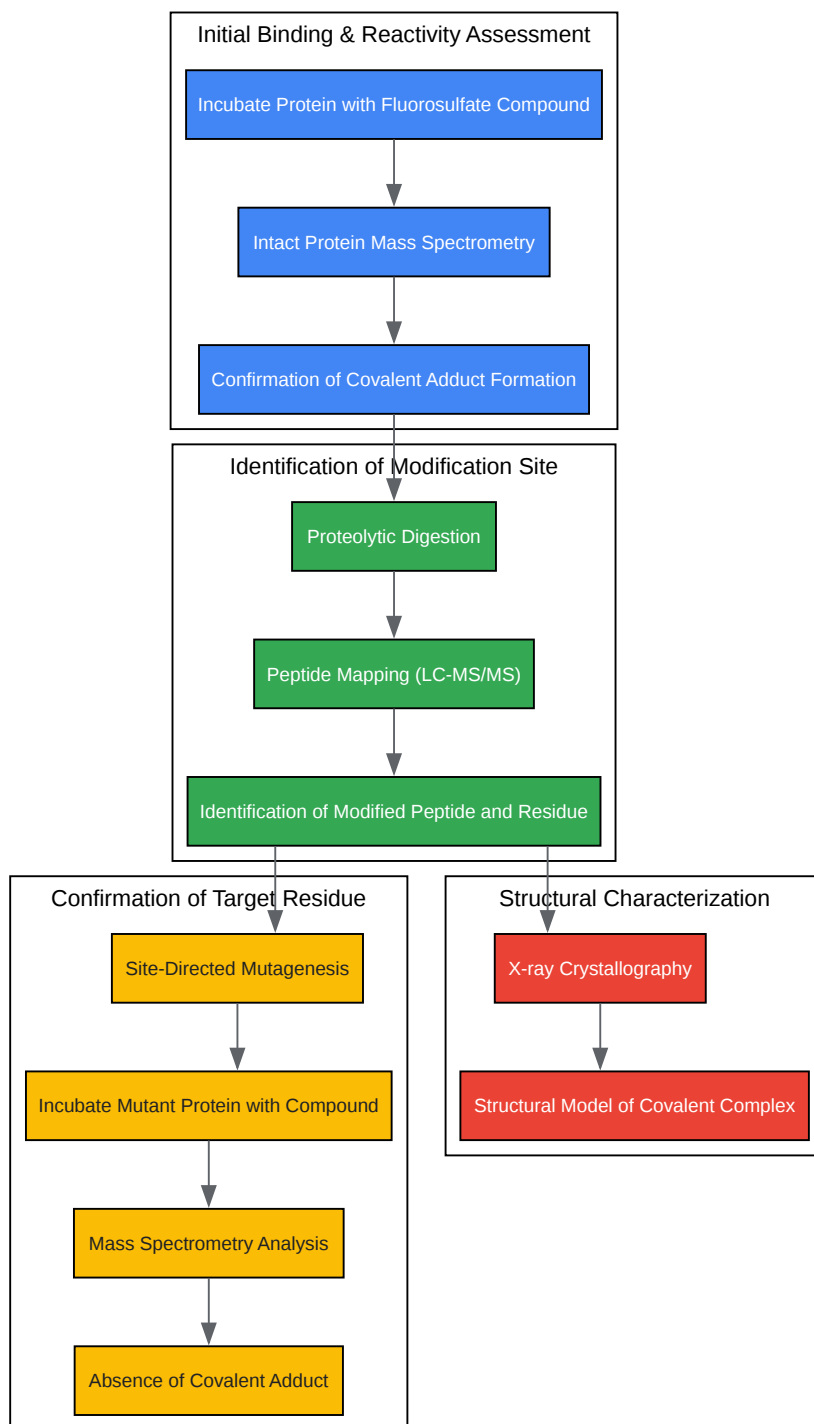 Initial Binding & Reactivity Assessment
Incubate Protein with Fluorosulfate Compound
Intact Protein Mass Spectrometry
Confirmation of Covalent Adduct Formation
Identification of Modification Site
Proteolytic Digestion
Peptide Mapping (LC-MS/MS)
Identification of Modified Peptide and Residue
Confirmation of Target Residue
Site-Directed Mutagenesis
Incubate Mutant Protein with Compound
Mass Spectrometry Analysis
Absence of Covalent Adduct
Structural Characterization
X-ray Crystallography
Structural Model of Covalent Complex